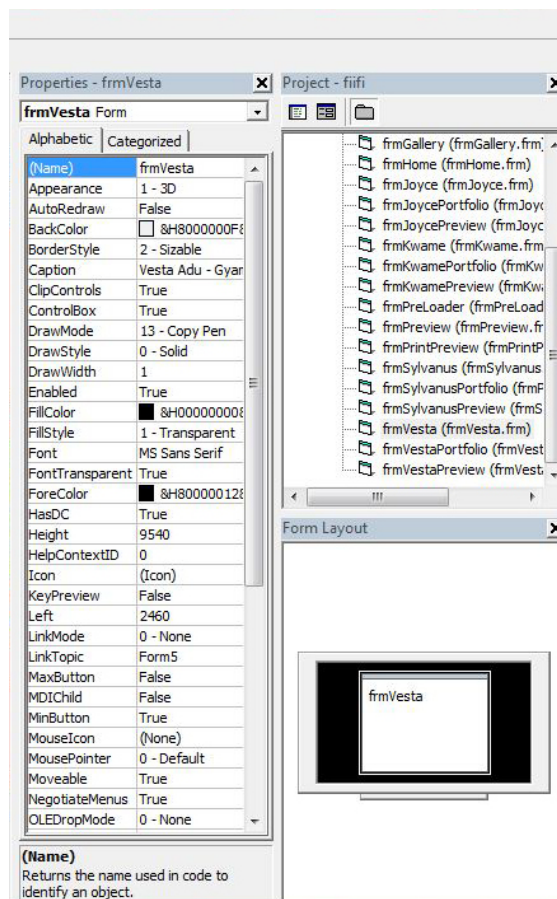 Properties - frmVesta
frmVesta Form
Alphabetic Categorized
(Name) frmVesta
Appearance 1 - 3D
AutoRedraw False
BackColor &H8000000F&
BorderStyle 2 - Sizable
Caption Vesta Adu - Gyar
ClipControls True
ControlBox True
DrawMode 13 - Copy Pen
DrawStyle 0 - Solid
DrawWidth 1
Enabled True
FillColor &H00000000&
FillStyle 1 - Transparent
Font MS Sans Serif
FontTransparent True
ForeColor &H80000012&
HasDC True
Height 9540
HelpContextID 0
Icon (Icon)
KeyPreview False
Left 2460
LinkMode 0 - None
LinkTopic Form5
MaxButton False
MDIChild False
MinButton True
MouseIcon (None)
MousePointer 0 - Default
Moveable True
NegotiateMenus True
OLEDropMode 0 - None
(Name)
Returns the name used in code to
identify an object.
Project - fiifi
frmGallery (frmGallery.frm)
frmHome (frmHome.frm)
frmJoyce (frmJoyce.frm)
frmJoycePortfolio (frmJoyc
frmJoycePreview (frmJoyc
frmKwame (frmKwame.frm
frmKwamePortfolio (frmKw
frmKwamePreview (frmKwa
frmPreLoader (frmPreLoad
frmPreview (frmPreview.fr
frmPrintPreview (frmPrintP
frmSylvanus (frmSylvanus.
frmSylvanusPortfolio (frmP
frmSylvanusPreview (frmS
frmVesta (frmVesta.frm)
frmVestaPortfolio (frmVest
frmVestaPreview (frmVesta
Form Layout
frmVesta